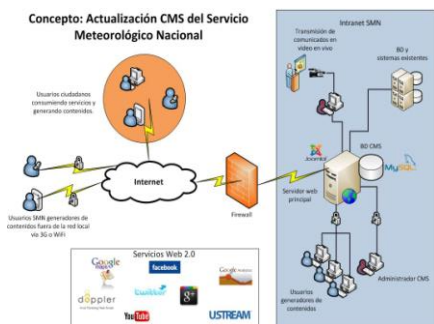 Concepto: Actualización CMS del Servicio
Meteorológico Nacional
Intranet SMN
Transmisión de
comunicados en
video en vivo
BD y
sistemas existentes
Usuarios ciudadanos
consumiendo servicios y
generando contenidos.
Joomla!
BD CMS
MySQL
Internet
Servidor web
principal
Firewall
Usuarios SMN generadores de
contenidos fuera de la red local
vía 3G o WiFi
Servicios Web 2.0
Google
facebook
Google Analytics
doppler
twitter
g+
YouTube
USTREAM
Administrador CMS
Usuarios
generadores de
contenidos